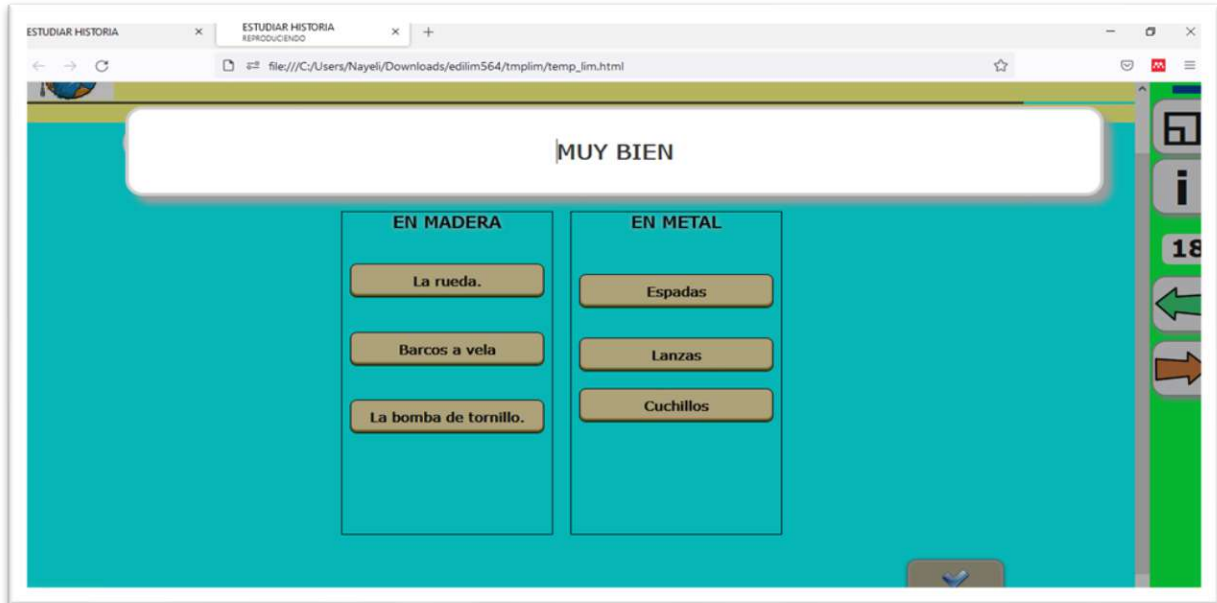 ESTUDIAR HISTORIA
ESTUDIAR HISTORIA
REPRODUCIENDO
file:///C:/Users/Nayeli/Downloads/edilim564/tmplim/temp_lim.html
MUY BIEN
EN MADERA
La rueda.
Barcos a vela
La bomba de tornillo.
EN METAL
Espadas
Lanzas
Cuchillos
i
18